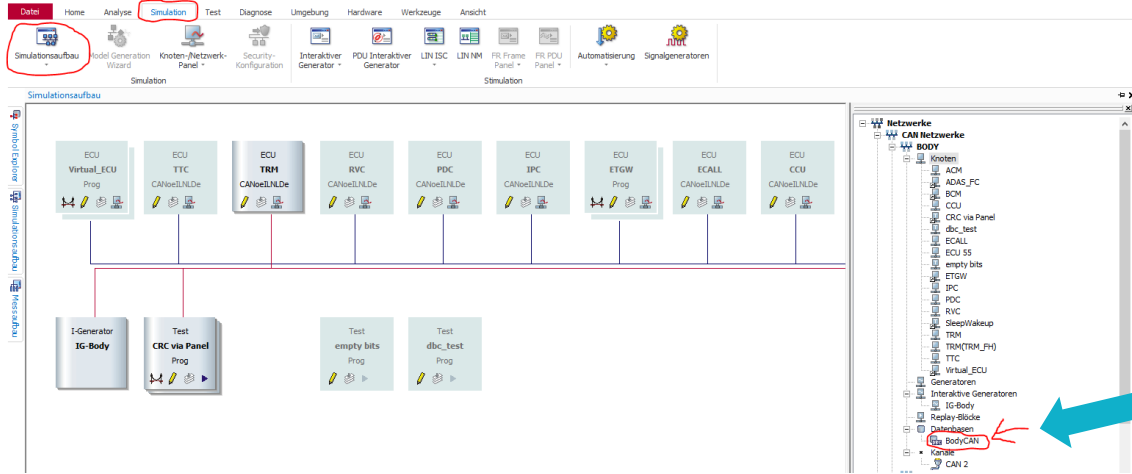 Datei Home Analyse Simulation Test Diagnose Umgebung Hardware Werkzeuge Ansicht
Simulationsaufbau
Model Generation Wizard
Knoten-/Netzwerk-Panel
Security-Konfiguration
Interaktiver Generator
PDU Interaktiver Generator
LIN ISC
LIN NM
FR Frame Panel
FR PDU Panel
Automatisierung
Signalgeneratoren
Simulation
Stimulation
Simulationsaufbau
Symbol Explorer
Simulationsaufbau
Messaufbau
ECU ECU ECU ECU ECU ECU ECU ECU ECU
Virtual_ECU TTC TRM RVC PDC IPC ETGW ECALL CCU
Prog CANoeILNLDe CANoeILNLDe CANoeILNLDe CANoeILNLDe CANoeILNLDe Prog CANoeILNLDe CANoeILNLDe
I-Generator Test Test Test
IG-Body CRC via Panel empty bits dbc_test
Prog Prog Prog
Netzwerke
CAN Netzwerke
BODY
Knoten
ACM
ADAS_FC
BCM
CCU
CRC via Panel
dbc_test
ECALL
ECU 55
empty bits
ETGW
IPC
PDC
RVC
SleepWakeup
TRM
TRM(TRM_FH)
TTC
Virtual_ECU
Generatoren
Interaktive Generatoren
IG-Body
Replay-Blöcke
Datenbasen
BodyCAN
Kanäle
CAN 2